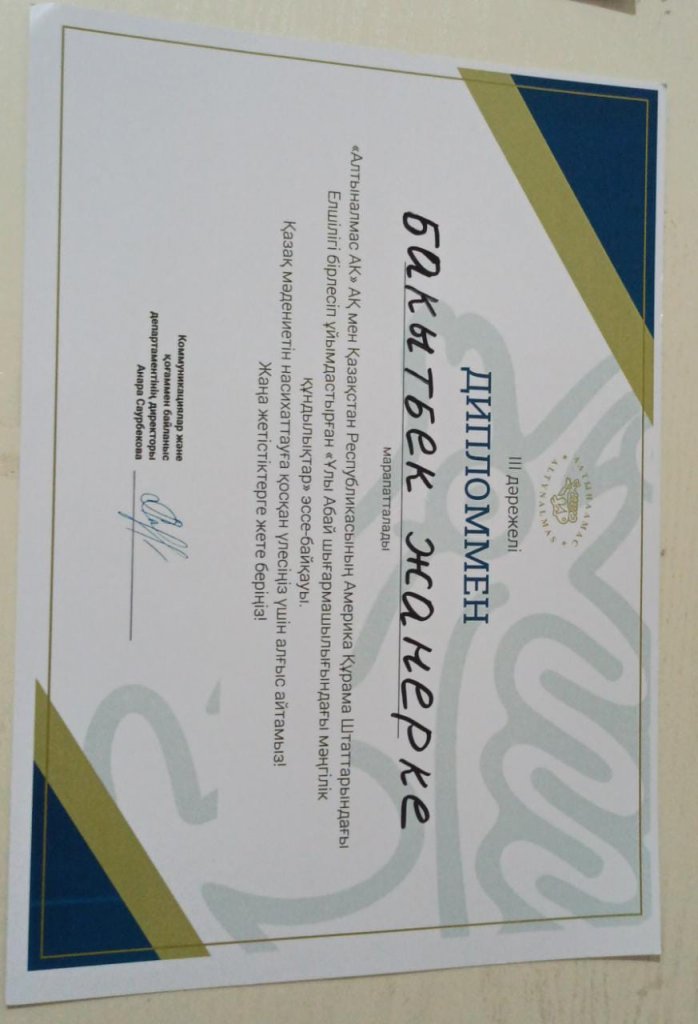 АЛТЫНАЛМАС
ALTYNALMAS
III дәрежелі
ДИПЛОММЕН
БАКЫТБЕК ЖАНЕРКЕ
марапатталады
«Алтыналмас АК» АҚ мен Қазақстан Республикасының Америка Құрама Штаттарындағы
Елшілігі бірлесіп ұйымдастырған «Ұлы Абай шығармашылығындағы мәңгілік
құндылықтар» эссе-байқауы.
Қазақ мәдениетін насихаттауға қосқан үлесіңіз үшін алғыс айтамыз!
Жаңа жетістіктерге жете беріңіз!
Коммуникациялар және
қоғаммен байланыс
департаментінің директоры
Анара Саурбекова